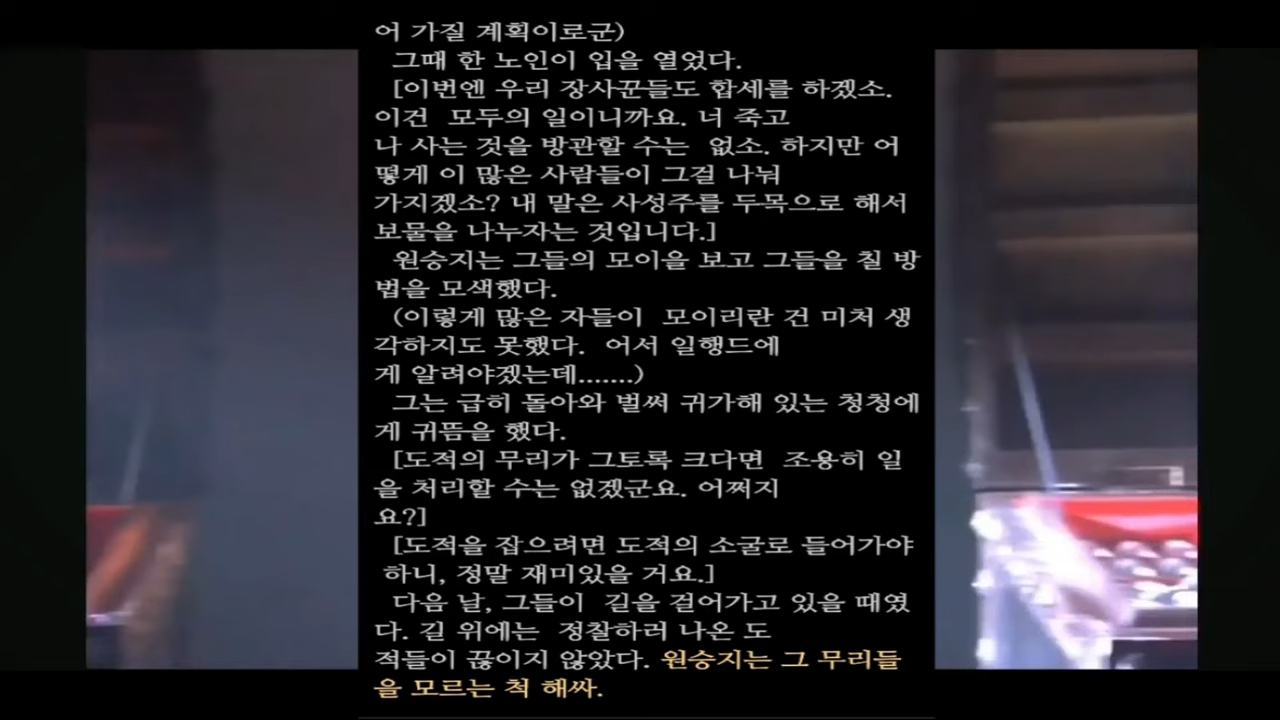 어 가질 계획이로군)
그때 한 노인이 입을 열었다.
[이번엔 우리 장사꾼들도 합세를 하겠소.
이건 모두의 일이니까요. 너 죽고
나 사는 것을 방관할 수는 없소. 하지만 어
떻게 이 많은 사람들이 그걸 나눠
가지겠소? 내 말은 사성주를 두목으로 해서
보물을 나누자는 것입니다.]
원승지는 그들의 모이을 보고 그들을 칠 방
법을 모색했다.
(이렇게 많은 자들이 모이리란 건 미처 생
각하지도 못했다. 어서 일행드에
게 알려야겠는데.......)
그는 급히 돌아와 벌써 귀가해 있는 청청에
게 귀뜸을 했다.
[도적의 무리가 그토록 크다면 조용히 일
을 처리할 수는 없겠군요. 어쩌지
요?]
[도적을 잡으려면 도적의 소굴로 들어가야
하니, 정말 재미있을 거요.]
다음 날, 그들이 길을 걸어가고 있을 때였
다. 길 위에는 정찰하러 나온 도
적들이 끊이지 않았다. 원승지는 그 무리들
을 모르는 척 해싸.